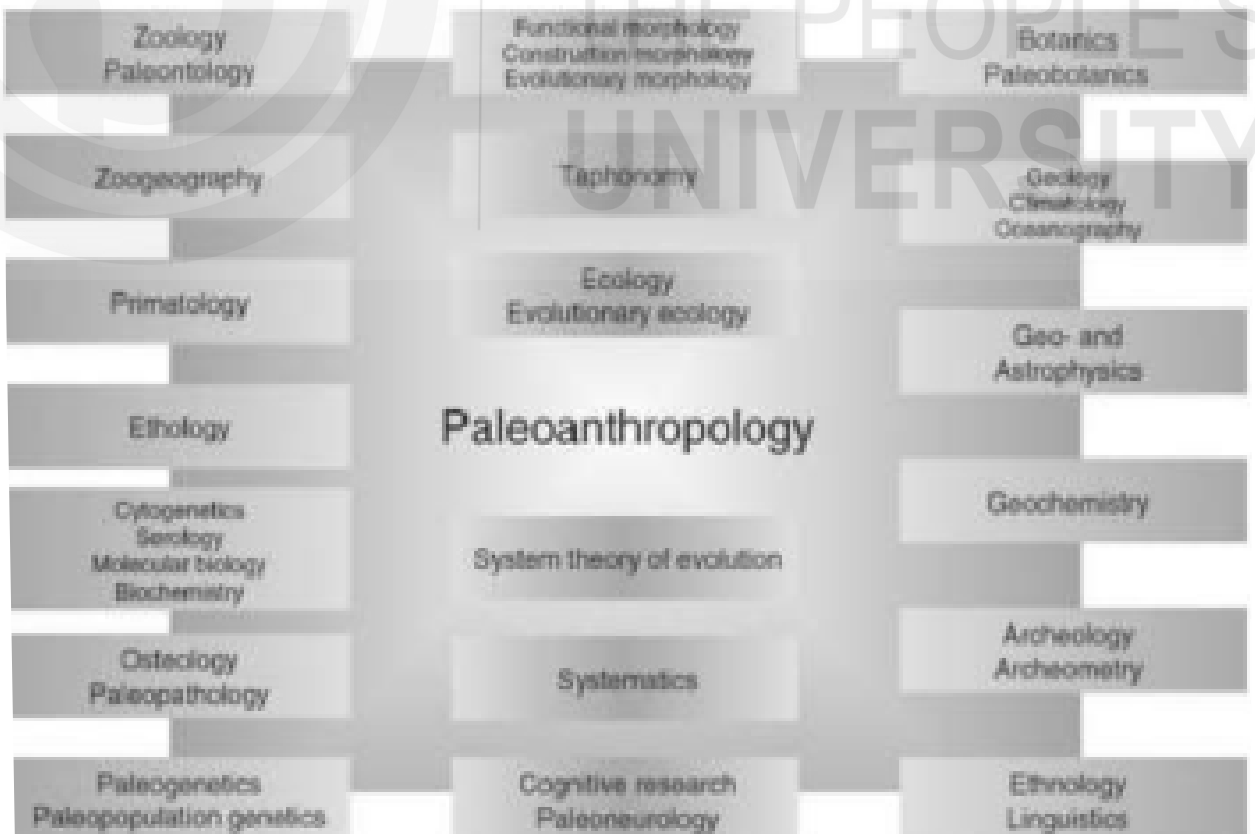 THE PEOPLE'S
UNIVERSITY
Zoology
Paleontology
Functional morphology
Construction morphology
Evolutionary morphology
Botanics
Paleobotanics
Zoogeography
Taphonomy
Geology
Climatology
Oceanography
Primatology
Ecology
Evolutionary ecology
Geo- and
Astrophysics
Ethology
Paleoanthropology
Geochemistry
Cytogenetics
Serology
Molecular biology
Biochemistry
System theory of evolution
Osteology
Paleopathology
Systematics
Archeology
Archeometry
Paleogenetics
Paleopopulation genetics
Cognitive research
Paleoneurology
Ethnology
Linguistics